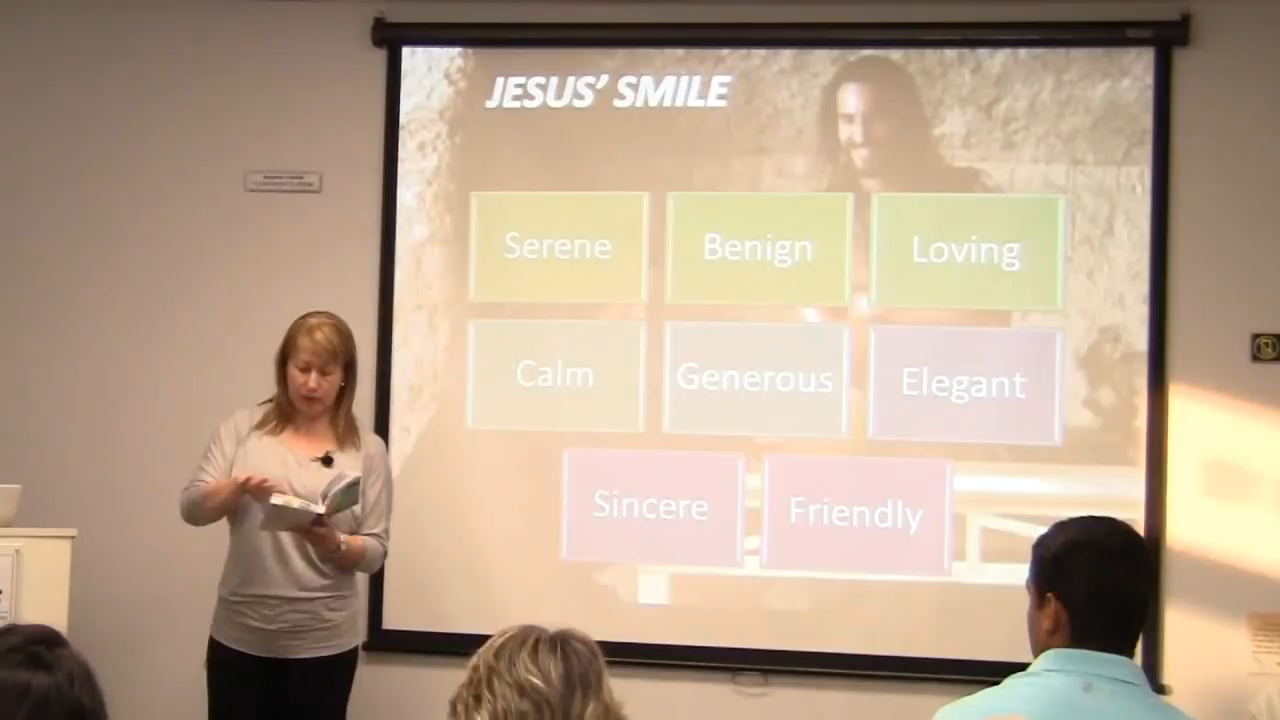 JESUS' SMILE
Serene
Benign
Loving
Calm
Generous
Elegant
Sincere
Friendly